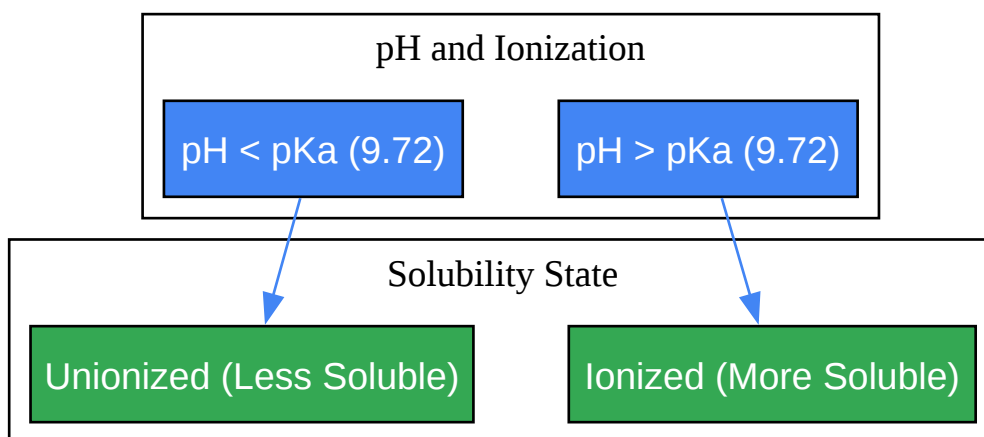 pH and Ionization
pH < pKa (9.72)
pH > pKa (9.72)
Solubility State
Unionized (Less Soluble)
Ionized (More Soluble)